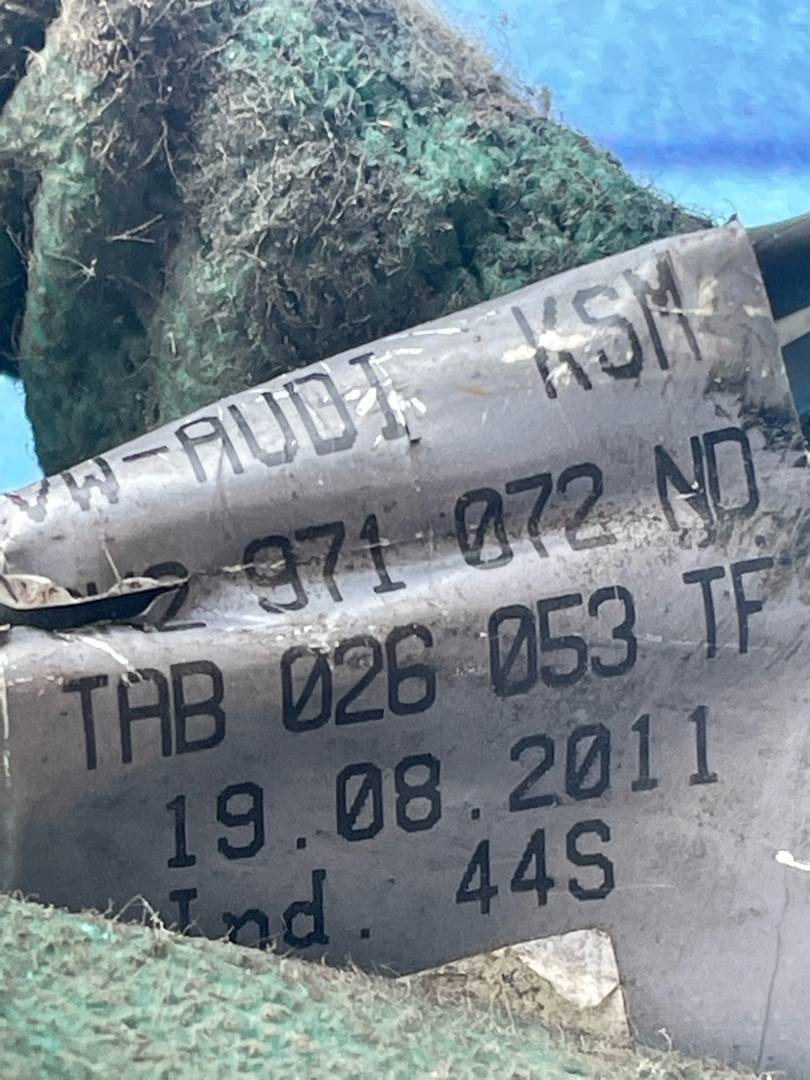 VW-AUDI KSM
971 072 ND
TAB 026 053 TF
19.08.2011
Ind. 44S